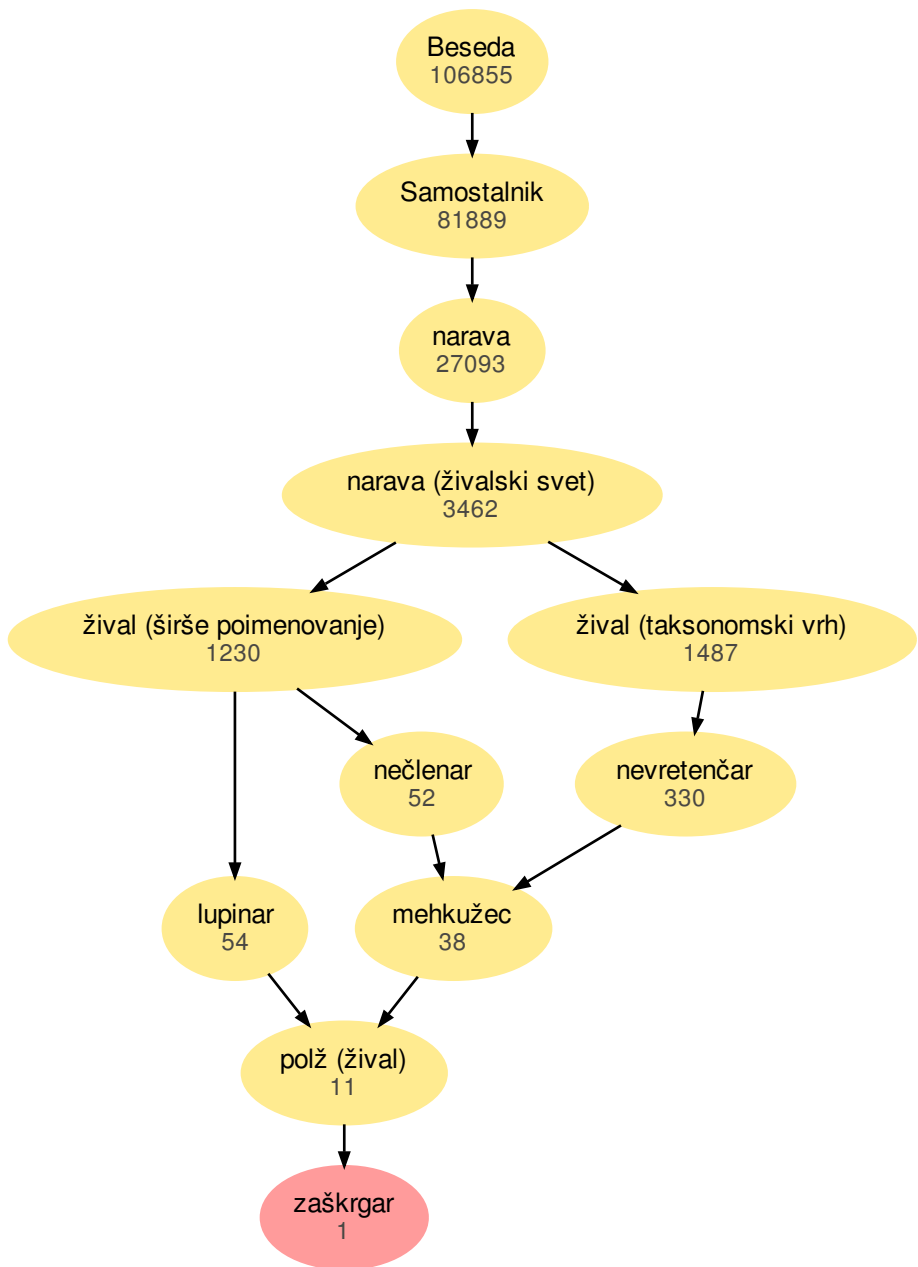 Beseda
106855
Samostalnik
81889
narava
27093
narava (živalski svet)
3462
žival (širše poimenovanje)
1230
žival (taksonomski vrh)
1487
nečlenar
52
nevretenčar
330
lupinar
54
mehkužec
38
polž (žival)
11
zaškrgar
1